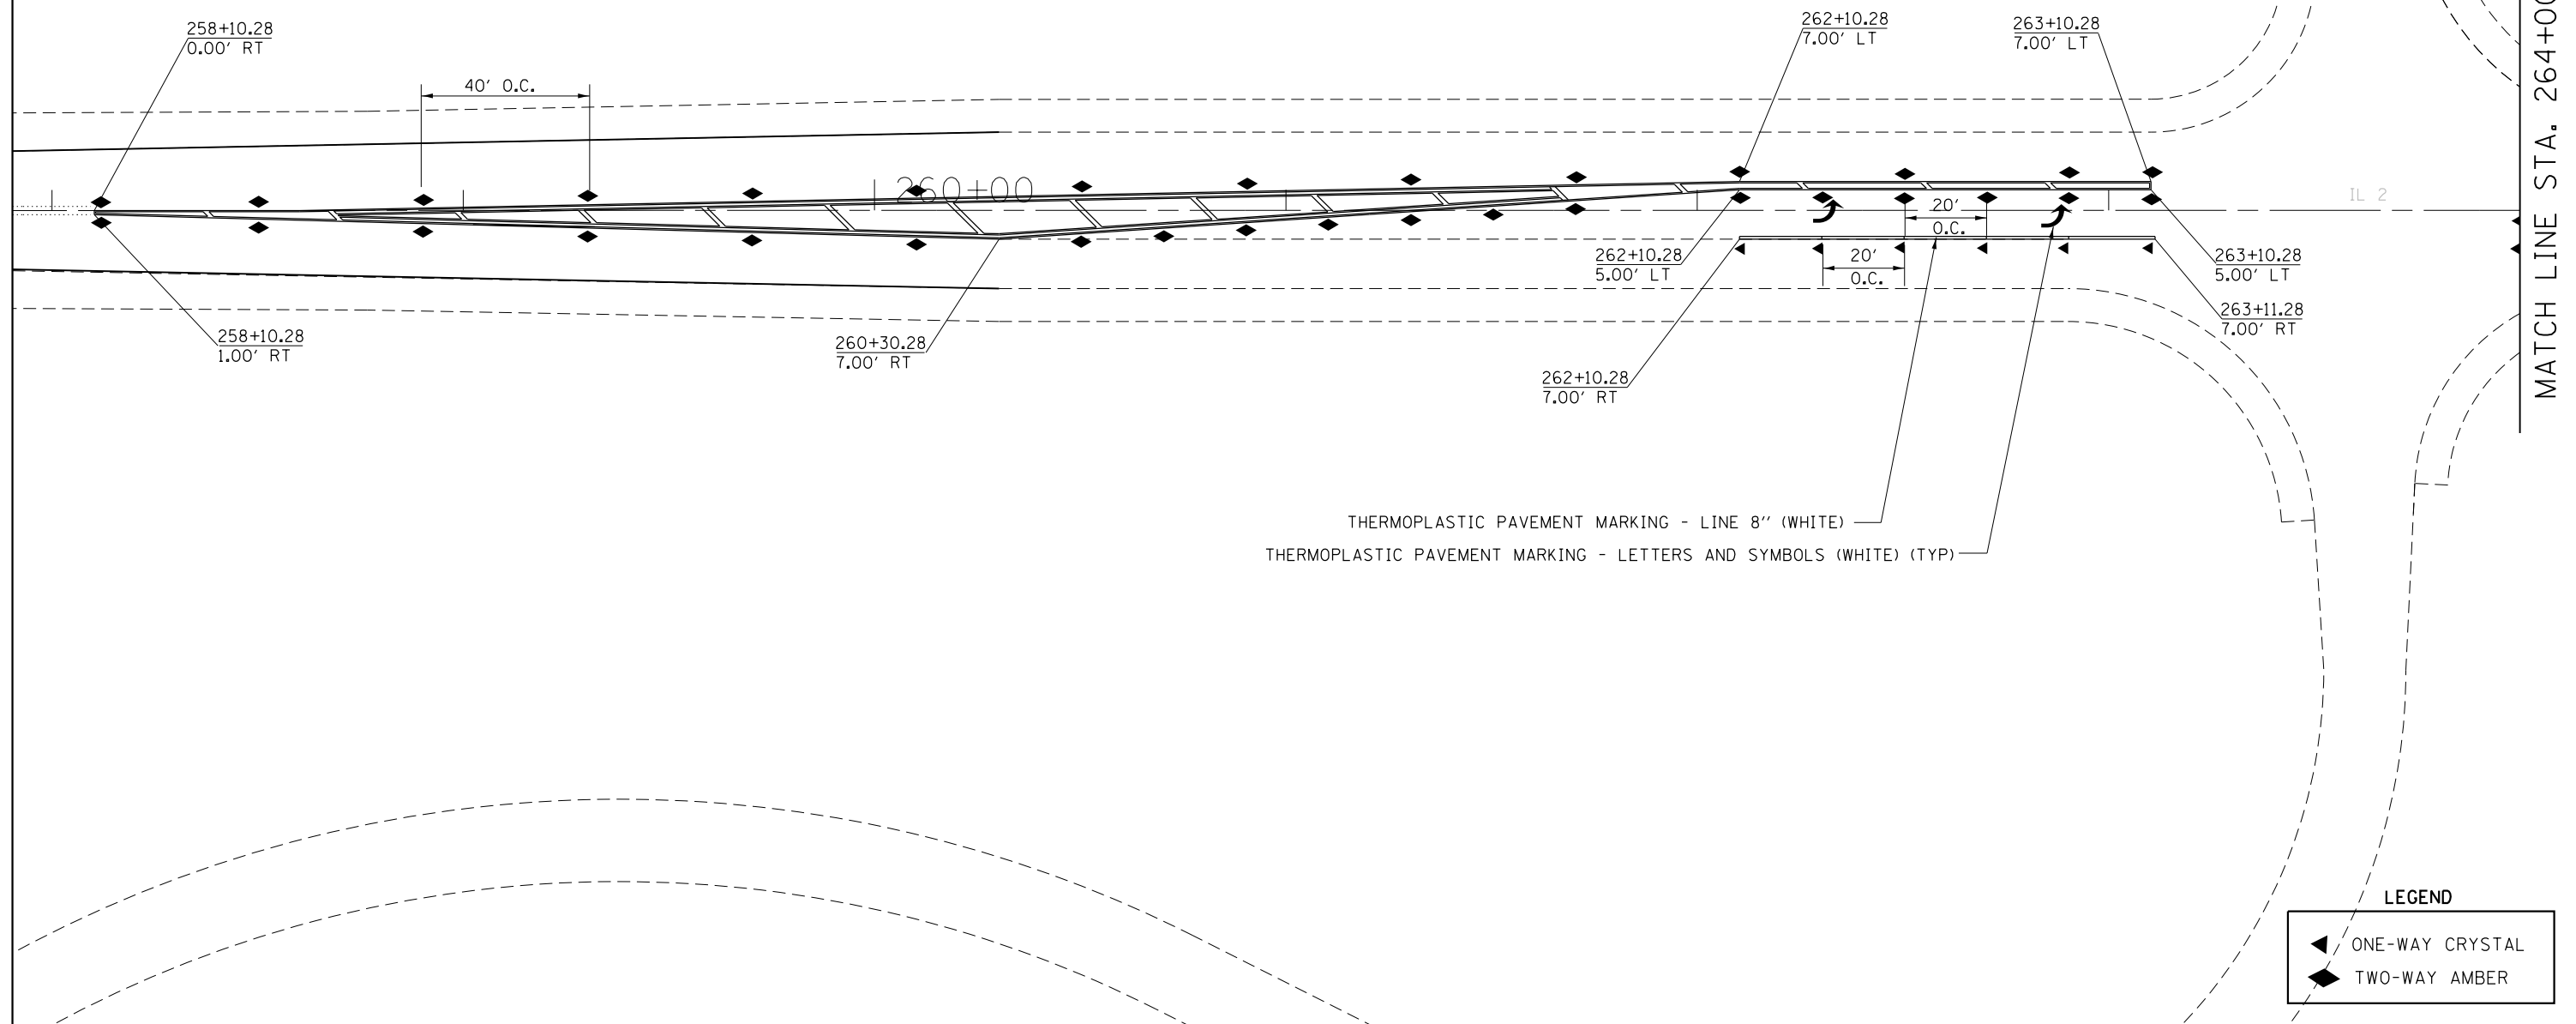 258+10.28
0.00' RT
40' O.C.
262+10.28
7.00' LT
263+10.28
7.00' LT
MATCH LINE STA. 264+00
260+00
IL 2
20'
O.C.
20'
O.C.
262+10.28
5.00' LT
263+10.28
5.00' LT
263+11.28
7.00' RT
258+10.28
1.00' RT
260+30.28
7.00' RT
262+10.28
7.00' RT
THERMOPLASTIC PAVEMENT MARKING - LINE 8" (WHITE)
THERMOPLASTIC PAVEMENT MARKING - LETTERS AND SYMBOLS (WHITE) (TYP)
LEGEND
ONE-WAY CRYSTAL
TWO-WAY AMBER